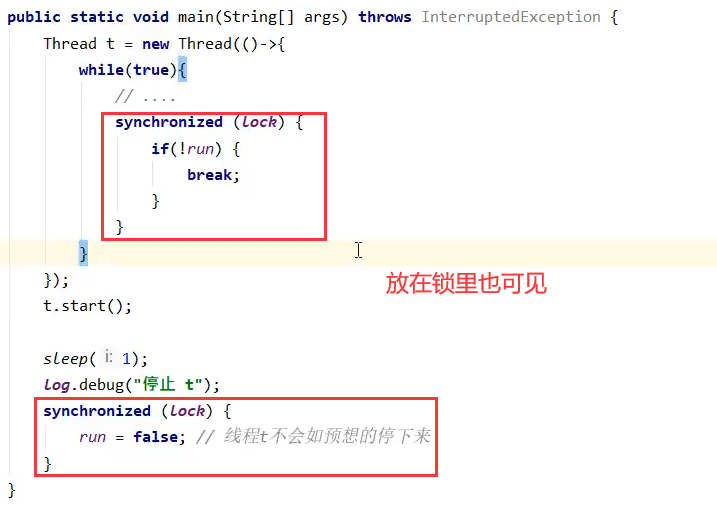 public static void main(String[] args) throws InterruptedException {
Thread t = new Thread(()->{
while(true){
// ....
synchronized (lock) {
if(!run) {
break;
}
}
}
放在锁里也可见
});
t.start();
sleep( i: 1);
log.debug("停止 t");
synchronized (lock) {
run = false; // 线程t不会如预想的停下来
}
}